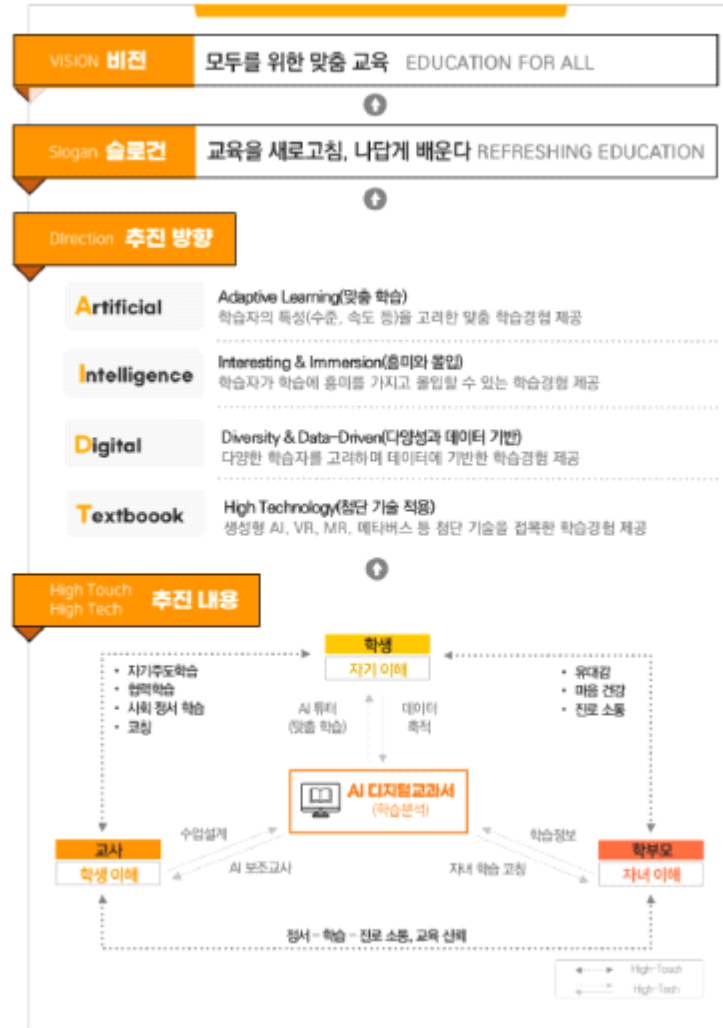 VISION 비전
모두를 위한 맞춤 교육 EDUCATION FOR ALL
Slogan 슬로건
교육을 새로고침, 나답게 배운다 REFRESHING EDUCATION
Direction 추진 방향
Artificial
Adaptive Learning(맞춤 학습)
학습자의 특성(수준, 속도 등)을 고려한 맞춤 학습경험 제공
Intelligence
Interesting & Immersion(흥미와 몰입)
학습자가 학습에 흥미를 가지고 몰입할 수 있는 학습경험 제공
Digital
Diversity & Data-Driven(다양성과 데이터 기반)
다양한 학습자를 고려하며 데이터에 기반한 학습경험 제공
Textboook
High Technology(첨단 기술 적용)
생성형 AI, VR, MR, 메타버스 등 첨단 기술을 접목한 학습경험 제공
High Touch
High Tech
추진 내용
학생
자기 이해
• 자기주도학습
• 협력학습
• 사회 정서 학습
• 코칭
• 유대감
• 마음 건강
• 진로 소통
AI 튜터
(맞춤 학습)
데이터
축적
AI 디지털교과서
(학습분석)
수업설계
AI 보조교사
학습정보
자녀 학습 코칭
교사
학생 이해
학부모
자녀 이해
정서 - 학습 - 진로 소통, 교육 신뢰
High-Touch
High-Tech